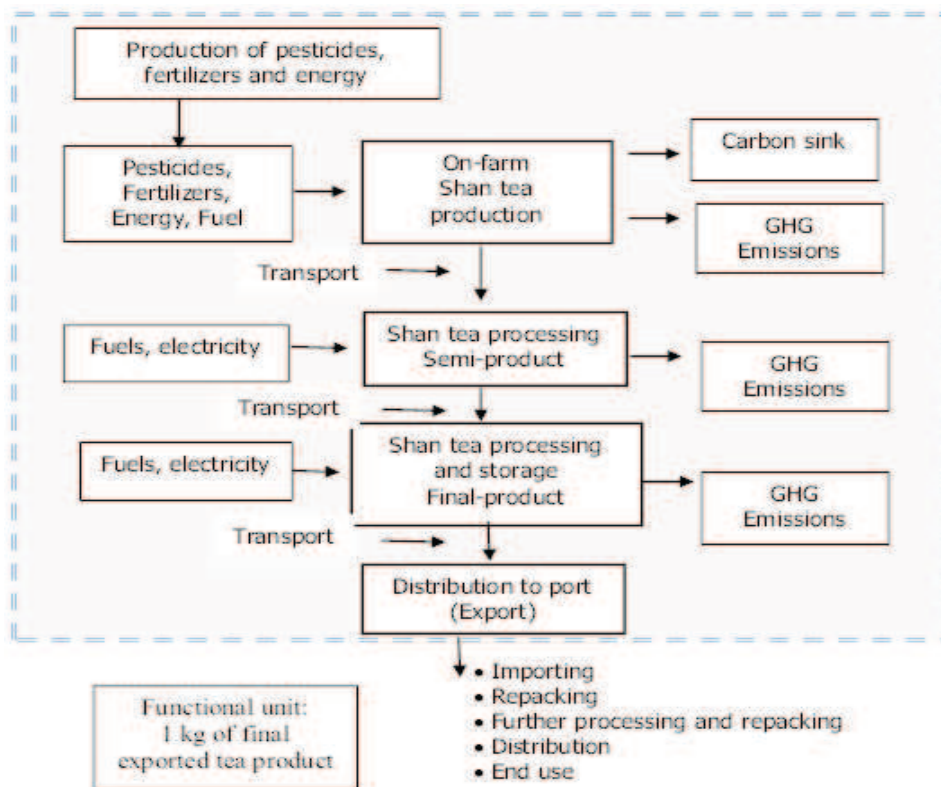 Production of pesticides,
fertilizers and energy
Pesticides,
Fertilizers,
Energy, Fuel
On-farm
Shan tea
production
Carbon sink
GHG
Emissions
Transport
Fuels, electricity
Shan tea processing
Semi-product
GHG
Emissions
Transport
Fuels, electricity
Shan tea processing
and storage
Final-product
GHG
Emissions
Transport
Distribution to port
(Export)
• Importing
• Repacking
• Further processing and repacking
• Distribution
• End use
Functional unit:
1 kg of final
exported tea product